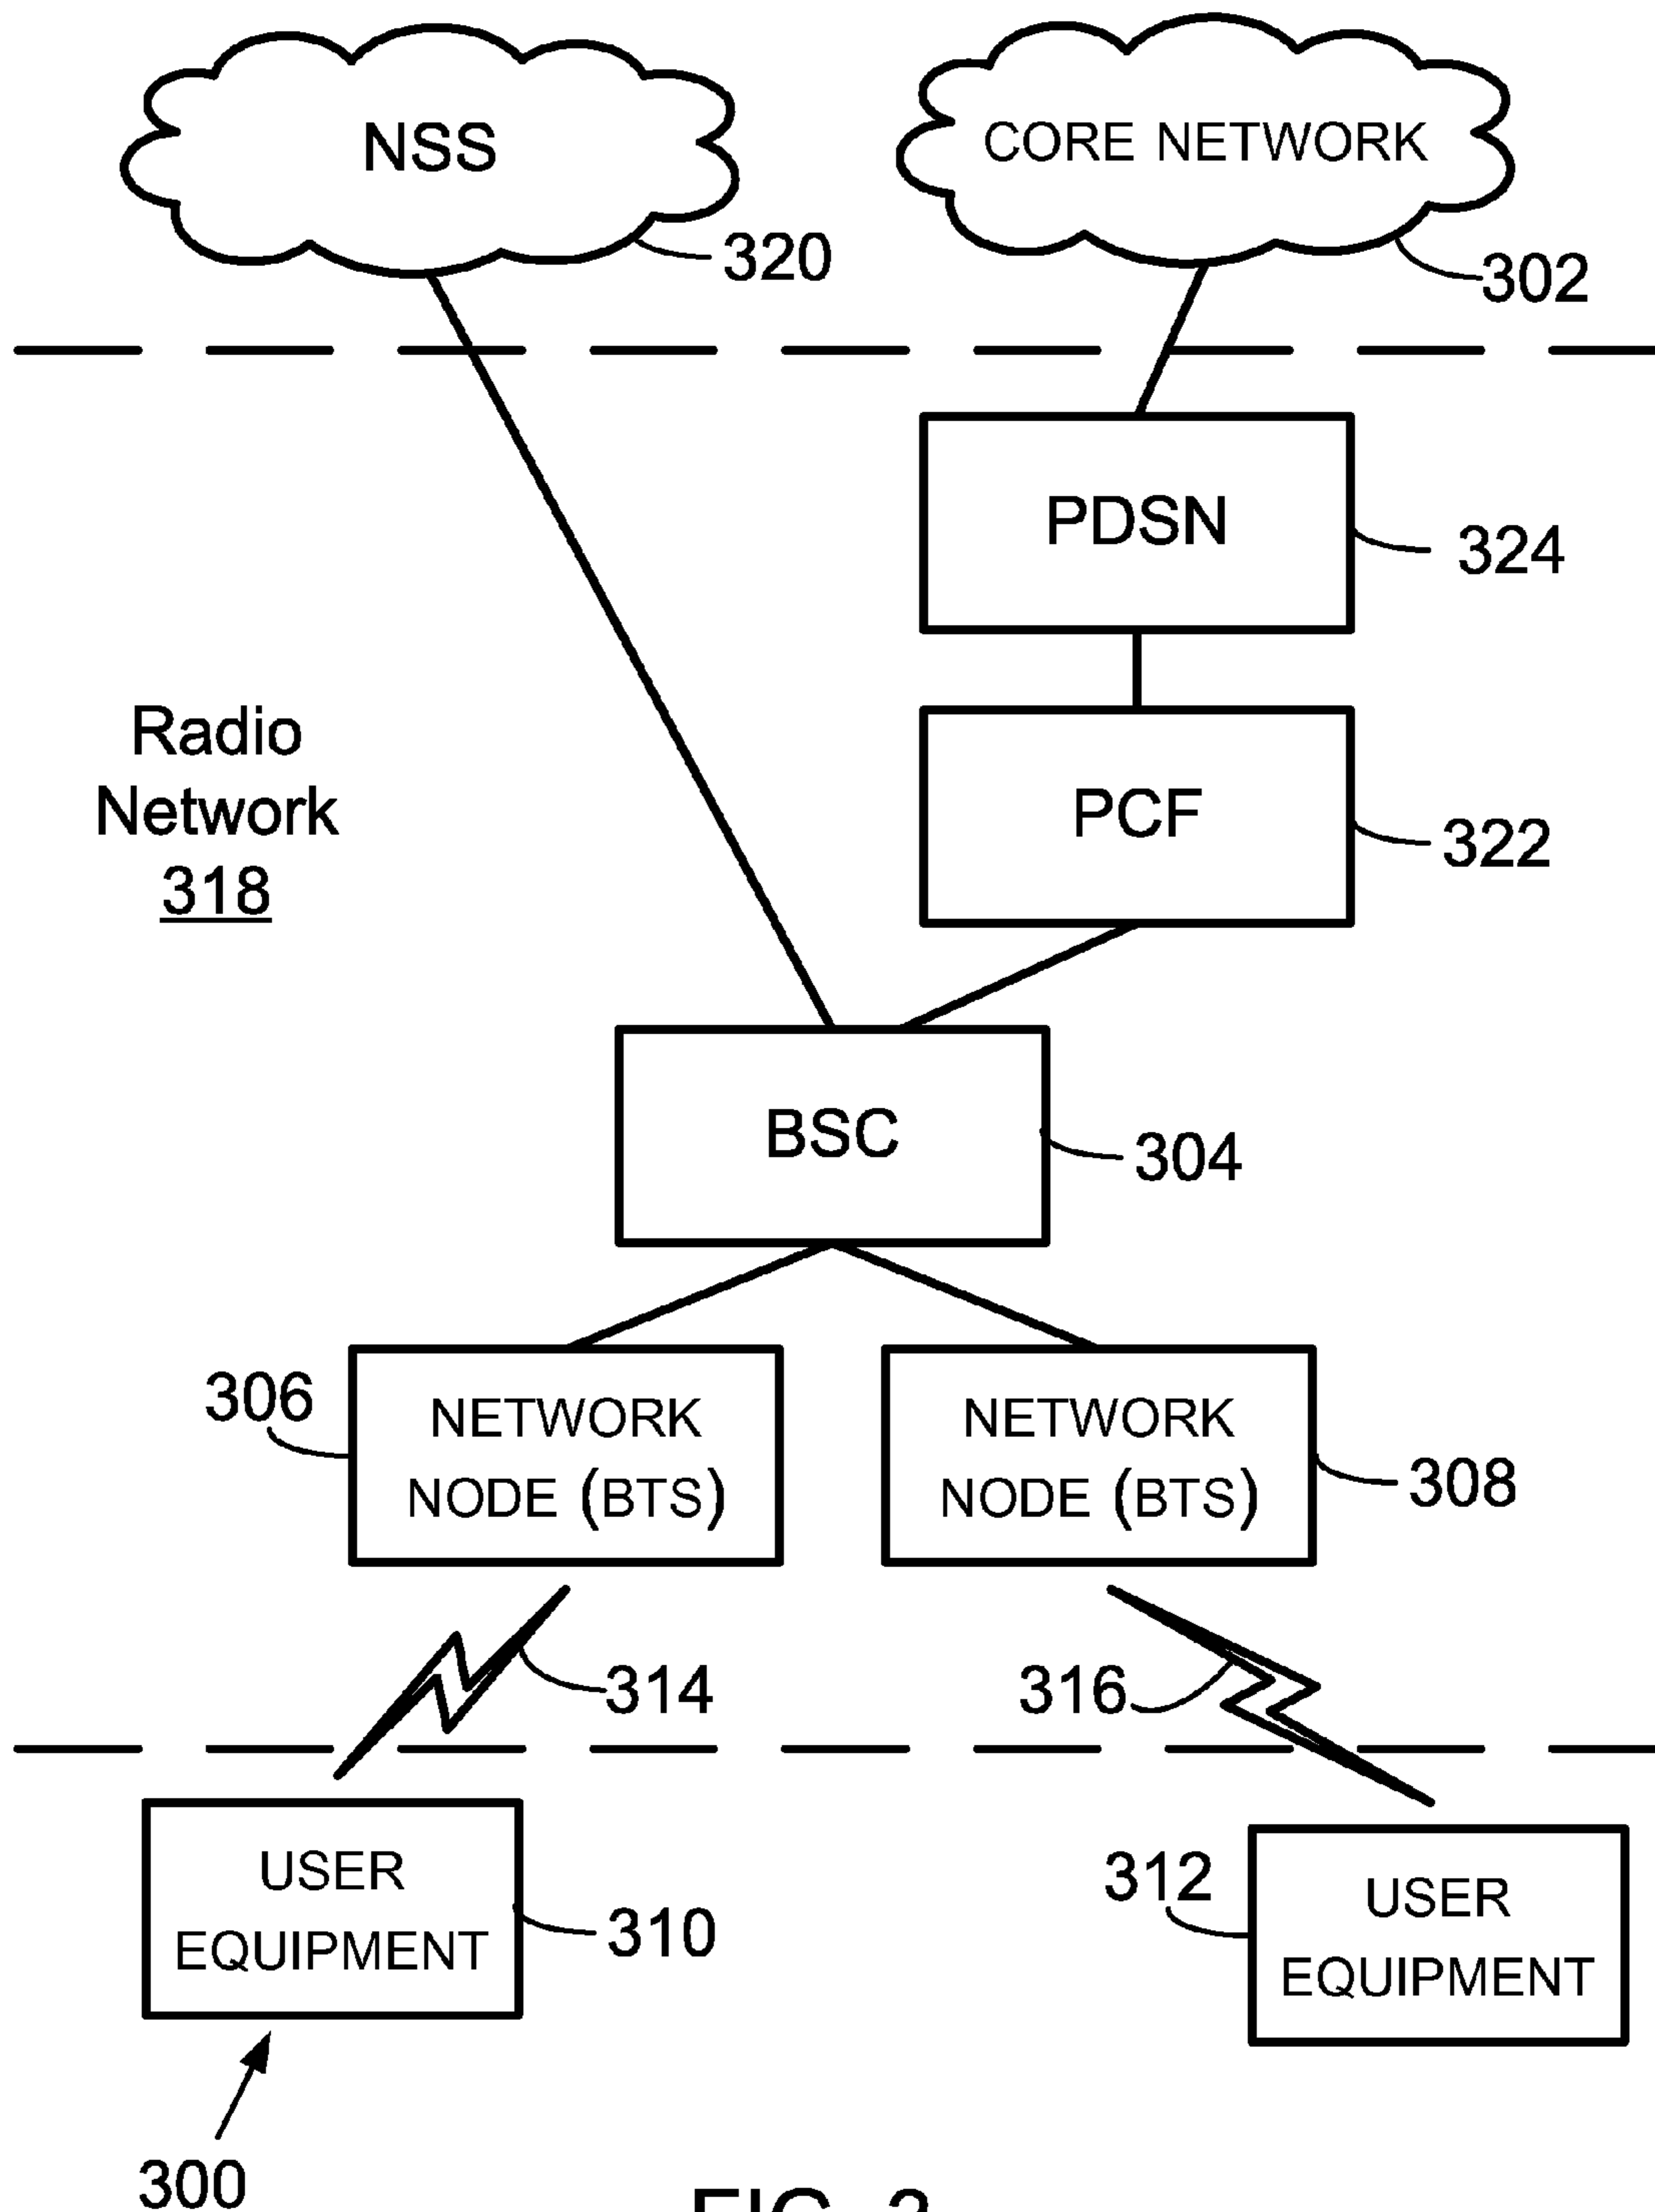 NSS
CORE NETWORK
320
302
PDSN
324
Radio
Network
318
PCF
322
BSC
304
306
NETWORK
NODE (BTS)
NETWORK
NODE (BTS)
308
314
316
USER
EQUIPMENT
310
312
USER
EQUIPMENT
300